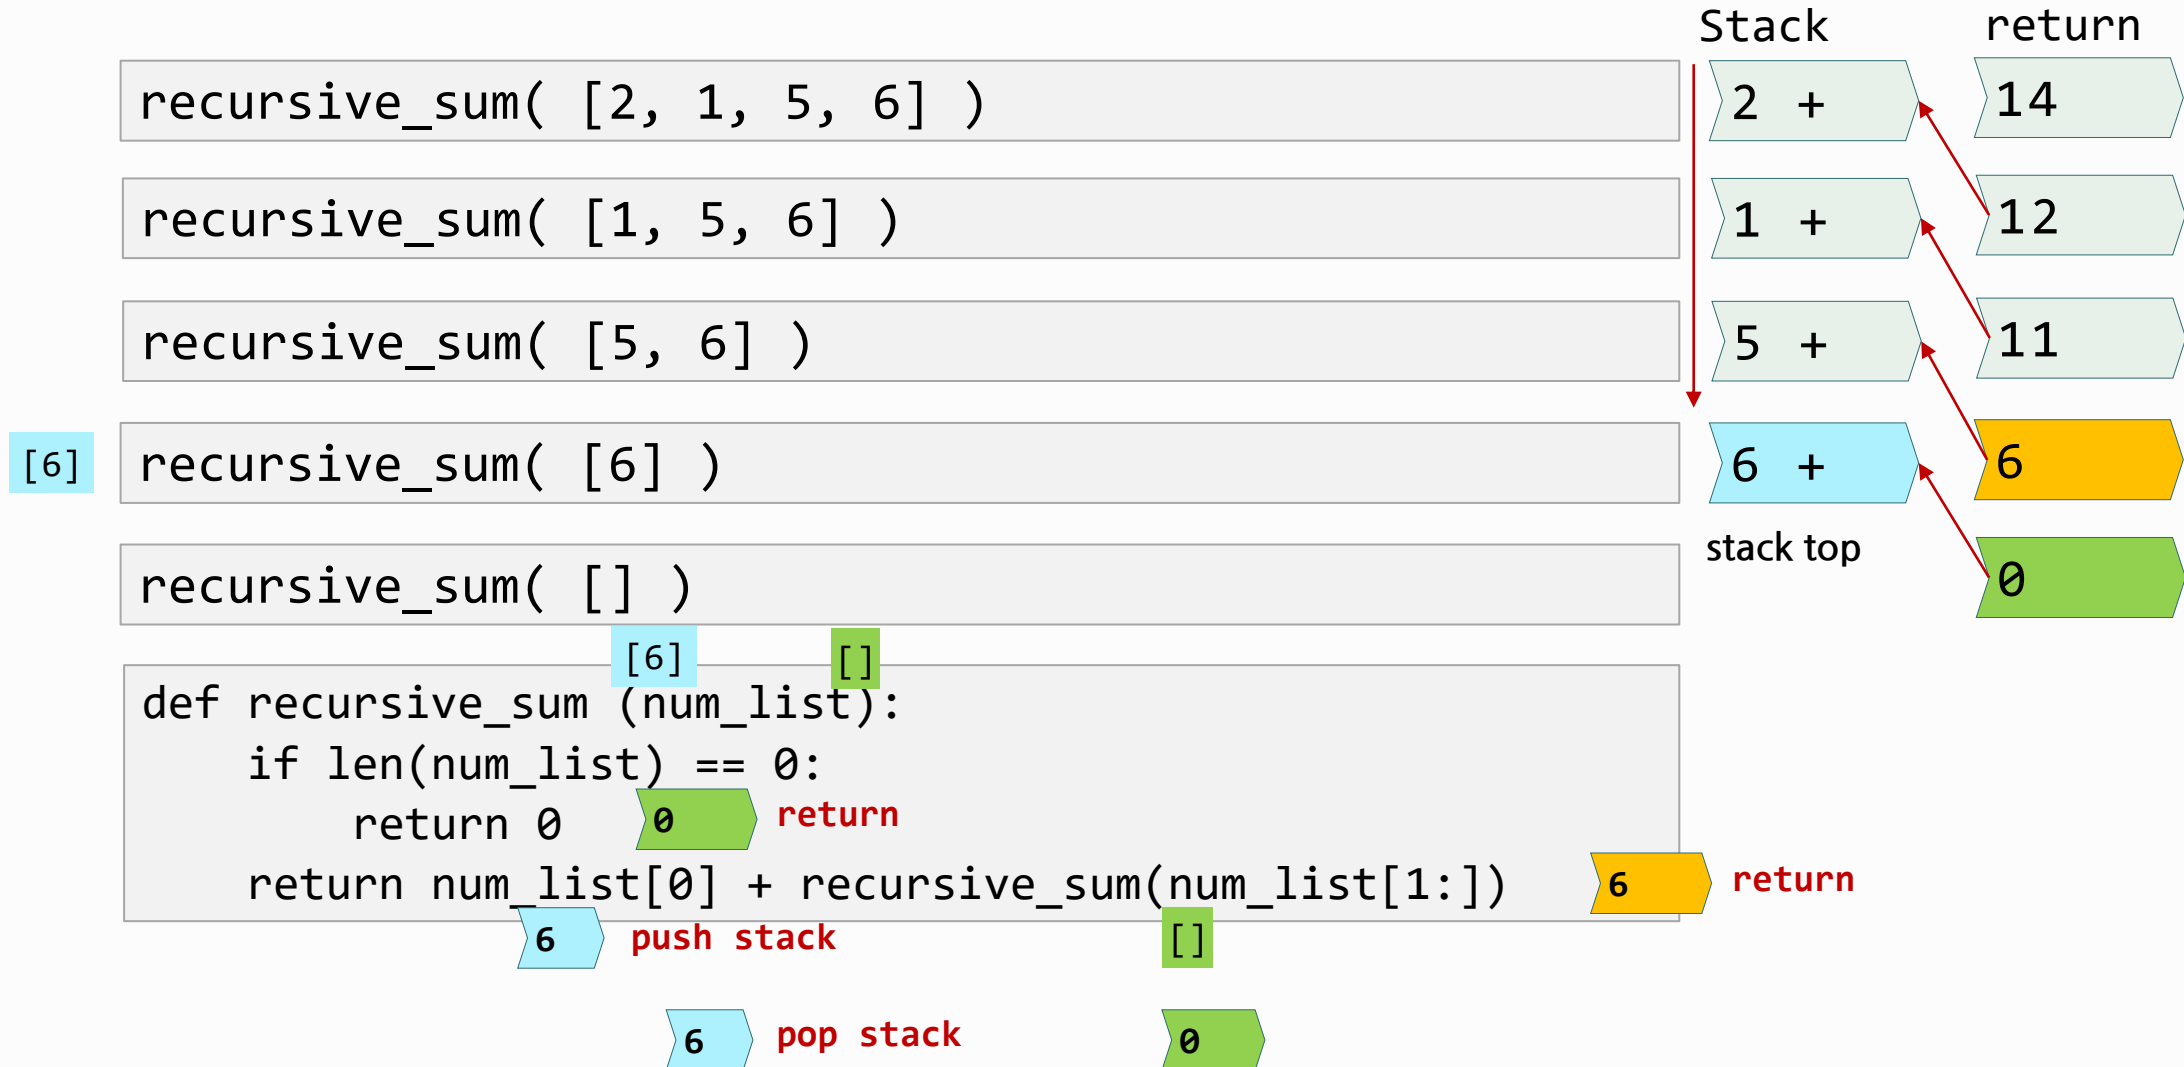 Stack return
recursive_sum( [2, 1, 5, 6] ) 2 + 14
recursive_sum( [1, 5, 6] ) 1 + 12
recursive_sum( [5, 6] ) 5 + 11
[6] recursive_sum( [6] ) 6 + 6
stack top
recursive_sum( [] ) 0
[6] []
def recursive_sum (num_list):
    if len(num_list) == 0:
        return 0 0 return
    return num_list[0] + recursive_sum(num_list[1:]) 6 return
6 push stack []
6 pop stack 0